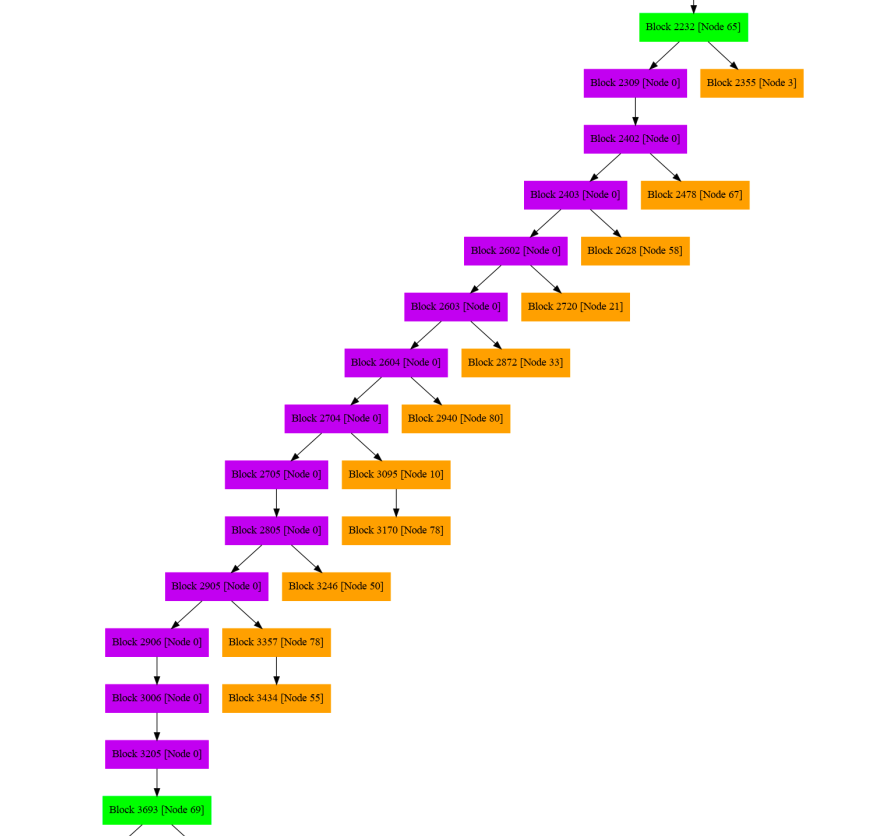 Block 2232 [Node 65]
Block 2309 [Node 0]
Block 2355 [Node 3]
Block 2402 [Node 0]
Block 2403 [Node 0]
Block 2478 [Node 67]
Block 2602 [Node 0]
Block 2628 [Node 58]
Block 2603 [Node 0]
Block 2720 [Node 21]
Block 2604 [Node 0]
Block 2872 [Node 33]
Block 2704 [Node 0]
Block 2940 [Node 80]
Block 2705 [Node 0]
Block 3095 [Node 10]
Block 2805 [Node 0]
Block 3170 [Node 78]
Block 2905 [Node 0]
Block 3246 [Node 50]
Block 2906 [Node 0]
Block 3357 [Node 78]
Block 3006 [Node 0]
Block 3434 [Node 55]
Block 3205 [Node 0]
Block 3693 [Node 69]